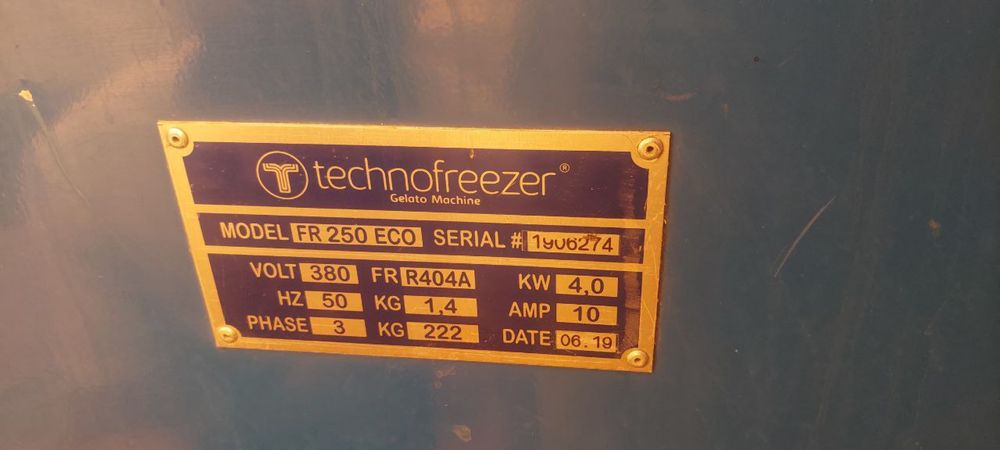 technofreezer®
Gelato Machine
MODEL FR 250 ECO SERIAL # 1906274
VOLT 380 FR R404A KW 4,0
HZ 50 KG 1,4 AMP 10
PHASE 3 KG 222 DATE 06.19